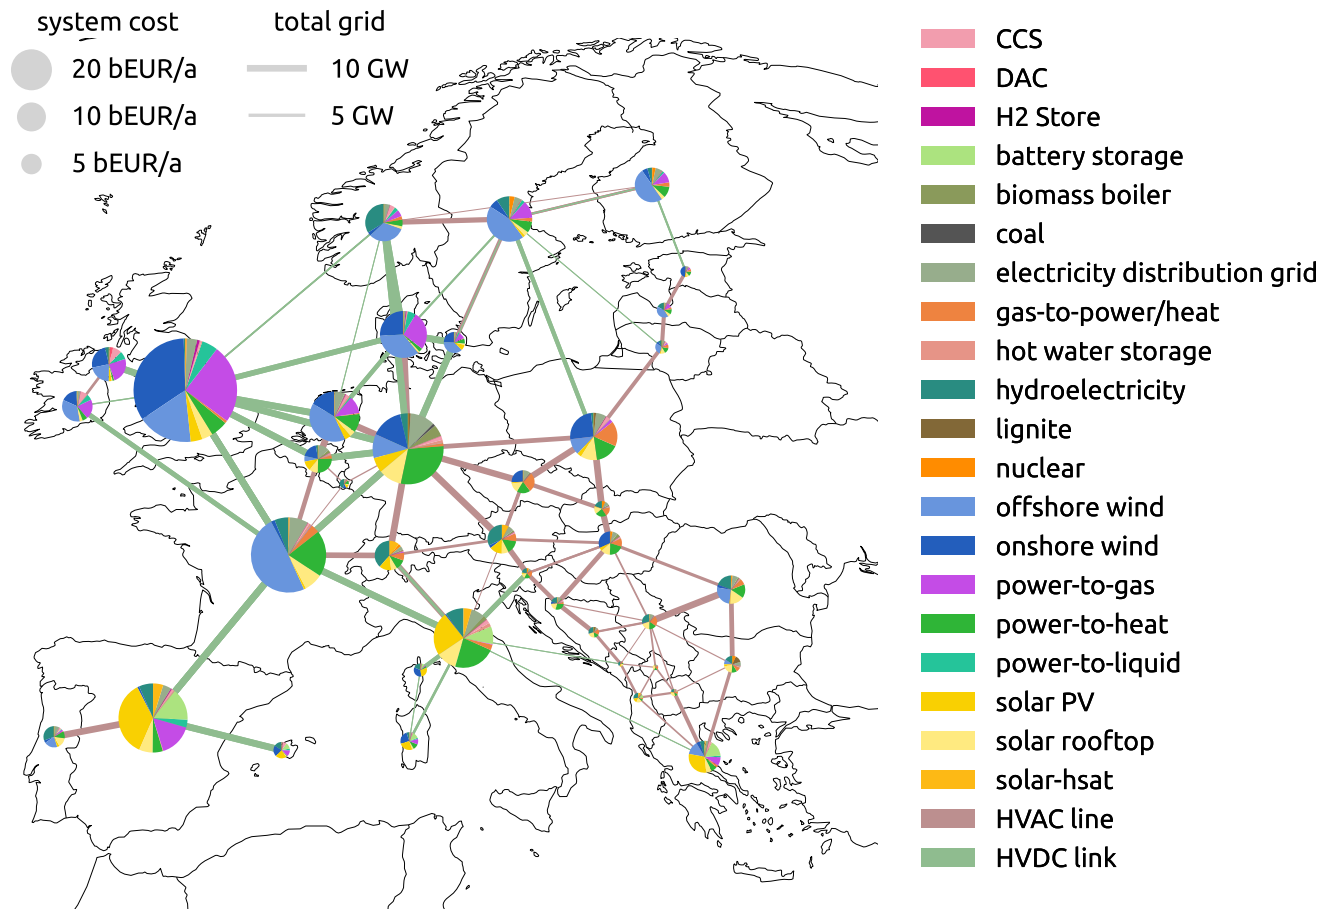 system cost
total grid
20 bEUR/a
10 GW
10 bEUR/a
5 GW
5 bEUR/a
CCS
DAC
H2 Store
battery storage
biomass boiler
coal
electricity distribution grid
gas-to-power/heat
hot water storage
hydroelectricity
lignite
nuclear
offshore wind
onshore wind
power-to-gas
power-to-heat
power-to-liquid
solar PV
solar rooftop
solar-hsat
HVAC line
HVDC link